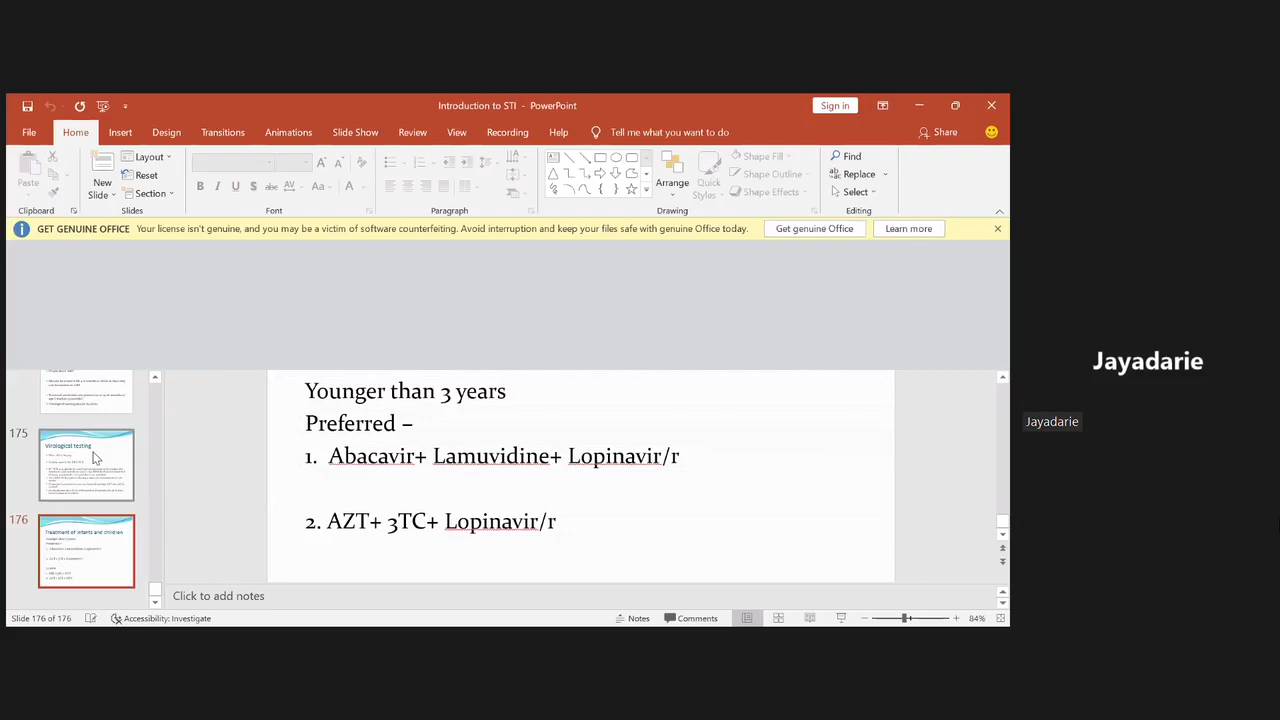 Introduction to STI - PowerPoint
Sign in
File Home Insert Design Transitions Animations Slide Show Review View Recording Help Tell me what you want to do Share
Paste
New Slide
Layout
Reset
Section
Arrange
Quick Styles
Shape Fill
Shape Outline
Shape Effects
Find
Replace
Select
Clipboard Slides Font Paragraph Drawing Editing
GET GENUINE OFFICE Your license isn't genuine, and you may be a victim of software counterfeiting. Avoid interruption and keep your files safe with genuine Office today. Get genuine Office Learn more
175
Virological testing
176
Treatment of infants and children
Younger than 3 years
Preferred –
1. Abacavir+ Lamuvidine+ Lopinavir/r
2. AZT+ 3TC+ Lopinavir/r
Click to add notes
Slide 176 of 176 Accessibility: Investigate Notes Comments 84%
Jayadarie
Jayadarie